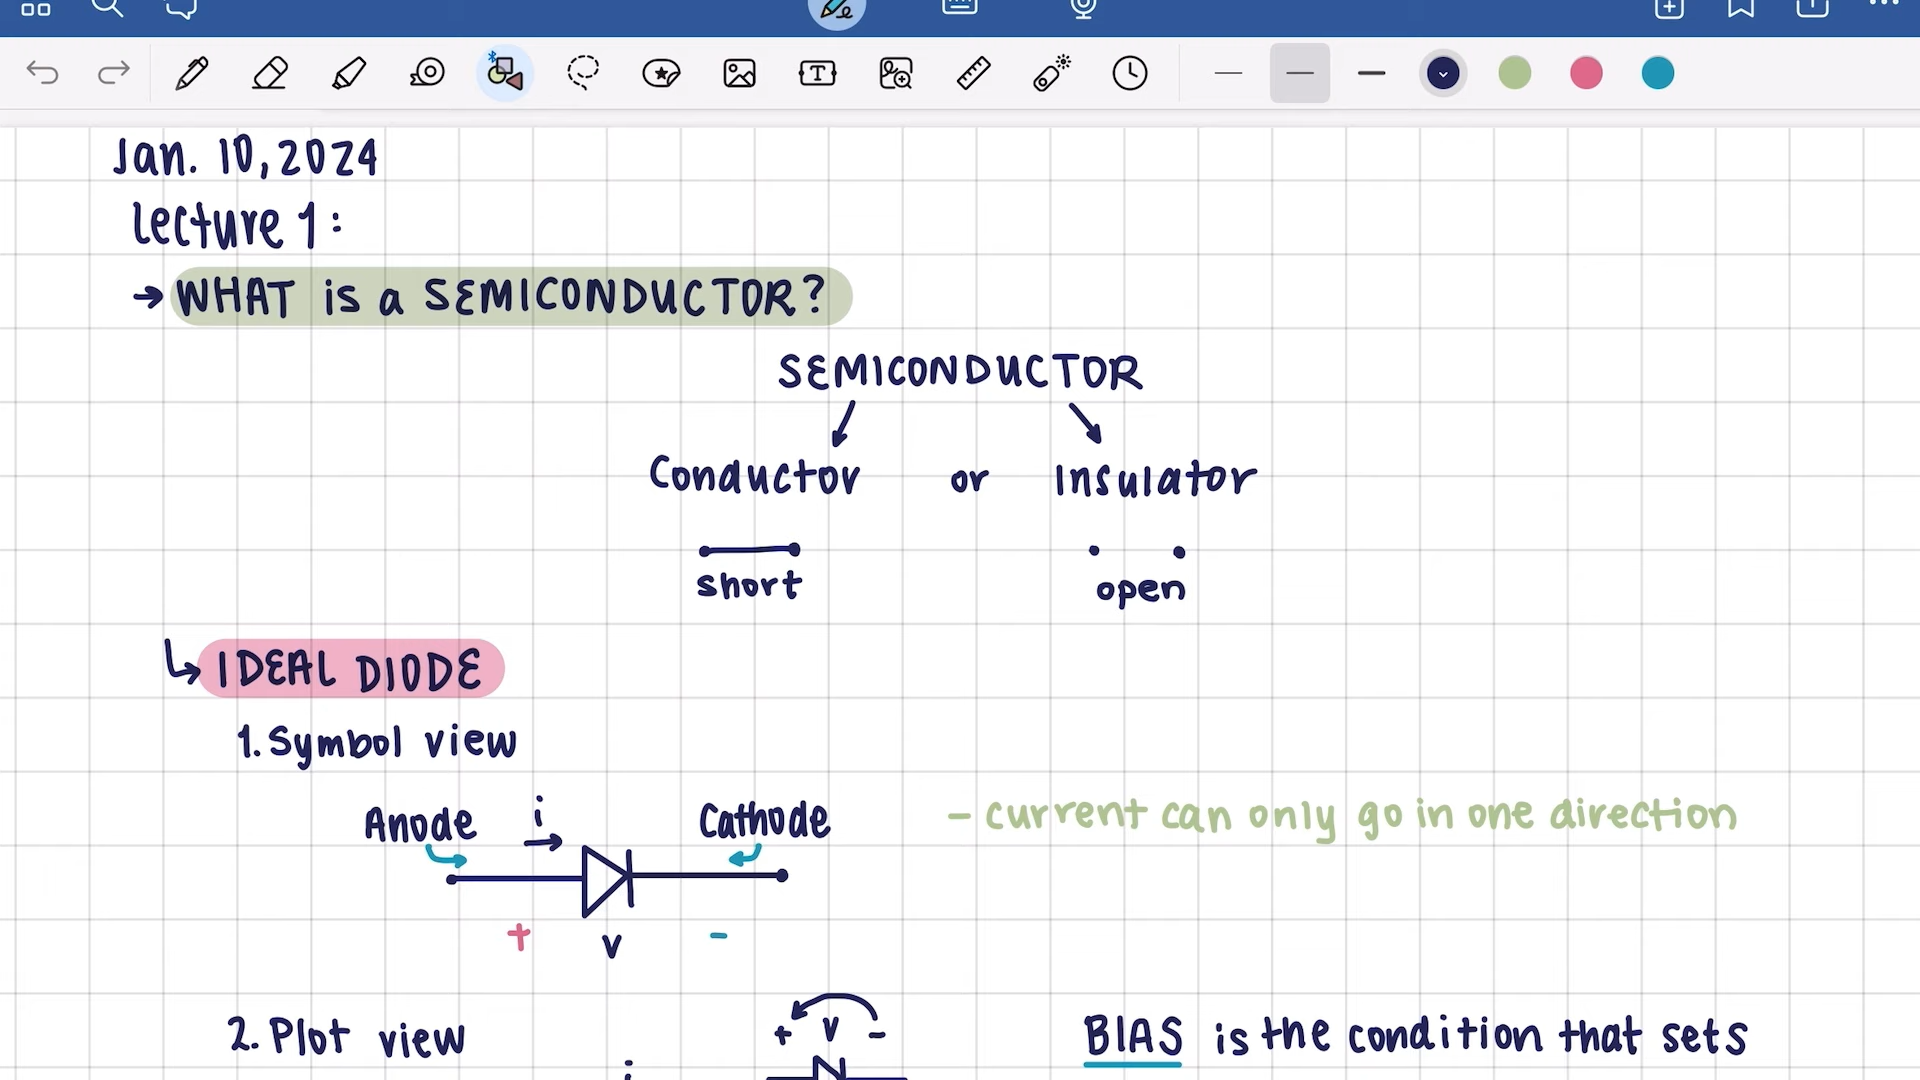 Jan. 10, 2024
Lecture 1:
→ WHAT is a SEMICONDUCTOR?
SEMICONDUCTOR
Conductor or Insulator
short open
↳ IDEAL DIODE
1. Symbol view
Anode i Cathode - current can only go in one direction
+ v -
2. Plot view + v - BIAS is the condition that sets
i